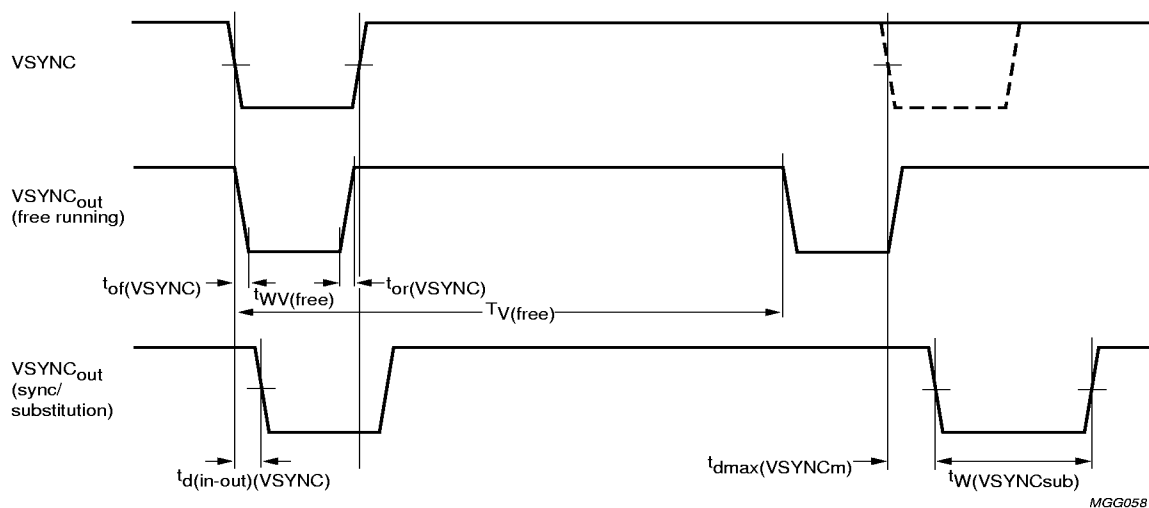 VSYNC
VSYNCout
(free running)
tof(VSYNC)
tWV(free)
tor(VSYNC)
TV(free)
VSYNCout
(sync/
substitution)
td(in-out)(VSYNC)
tdmax(VSYNCm)
tW(VSYNCsub)
MGG058